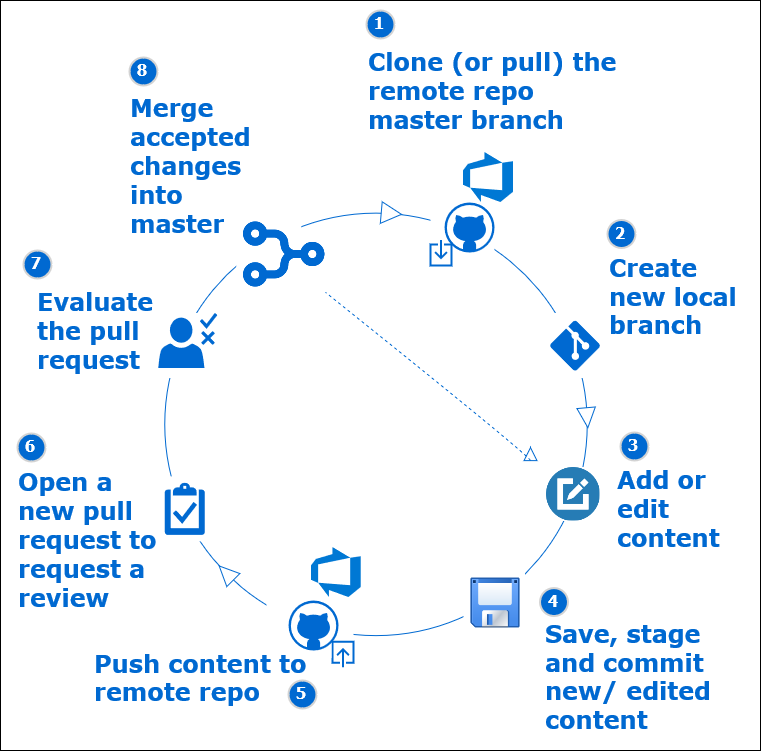 1
Clone (or pull) the
remote repo
master branch
2
Create
new local
branch
3
Add or
edit
content
4
Save, stage
and commit
new/ edited
content
Push content to
remote repo
5
6
Open a
new pull
request to
request a
review
7
Evaluate
the pull
request
8
Merge
accepted
changes
into
master